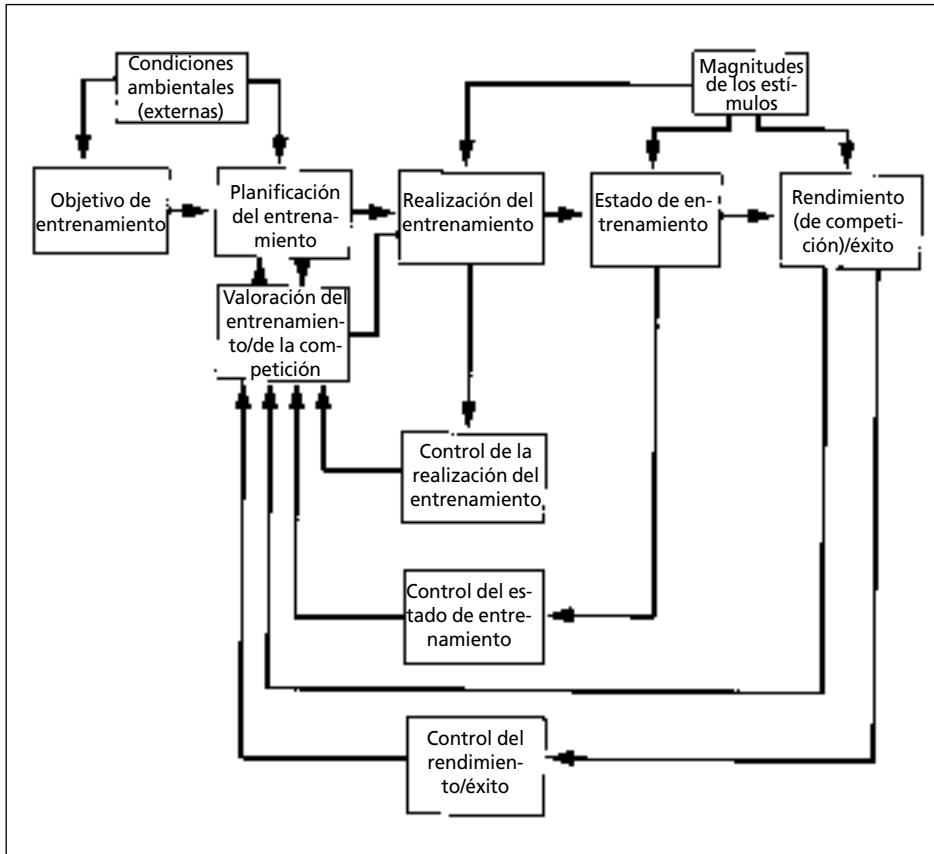 Condiciones
ambientales
(externas)
Magnitudes
de los estí-
mulos
Objetivo de
entrenamiento
Planificación
del entrena-
miento
Realización del
entrenamiento
Estado de en-
trenamiento
Rendimiento
(de competi-
ción)/éxito
Valoración del
entrenamien-
to/de la com-
petición
Control de la
realización del
entrenamiento
Control del es-
tado de entre-
namiento
Control del
rendimien-
to/éxito